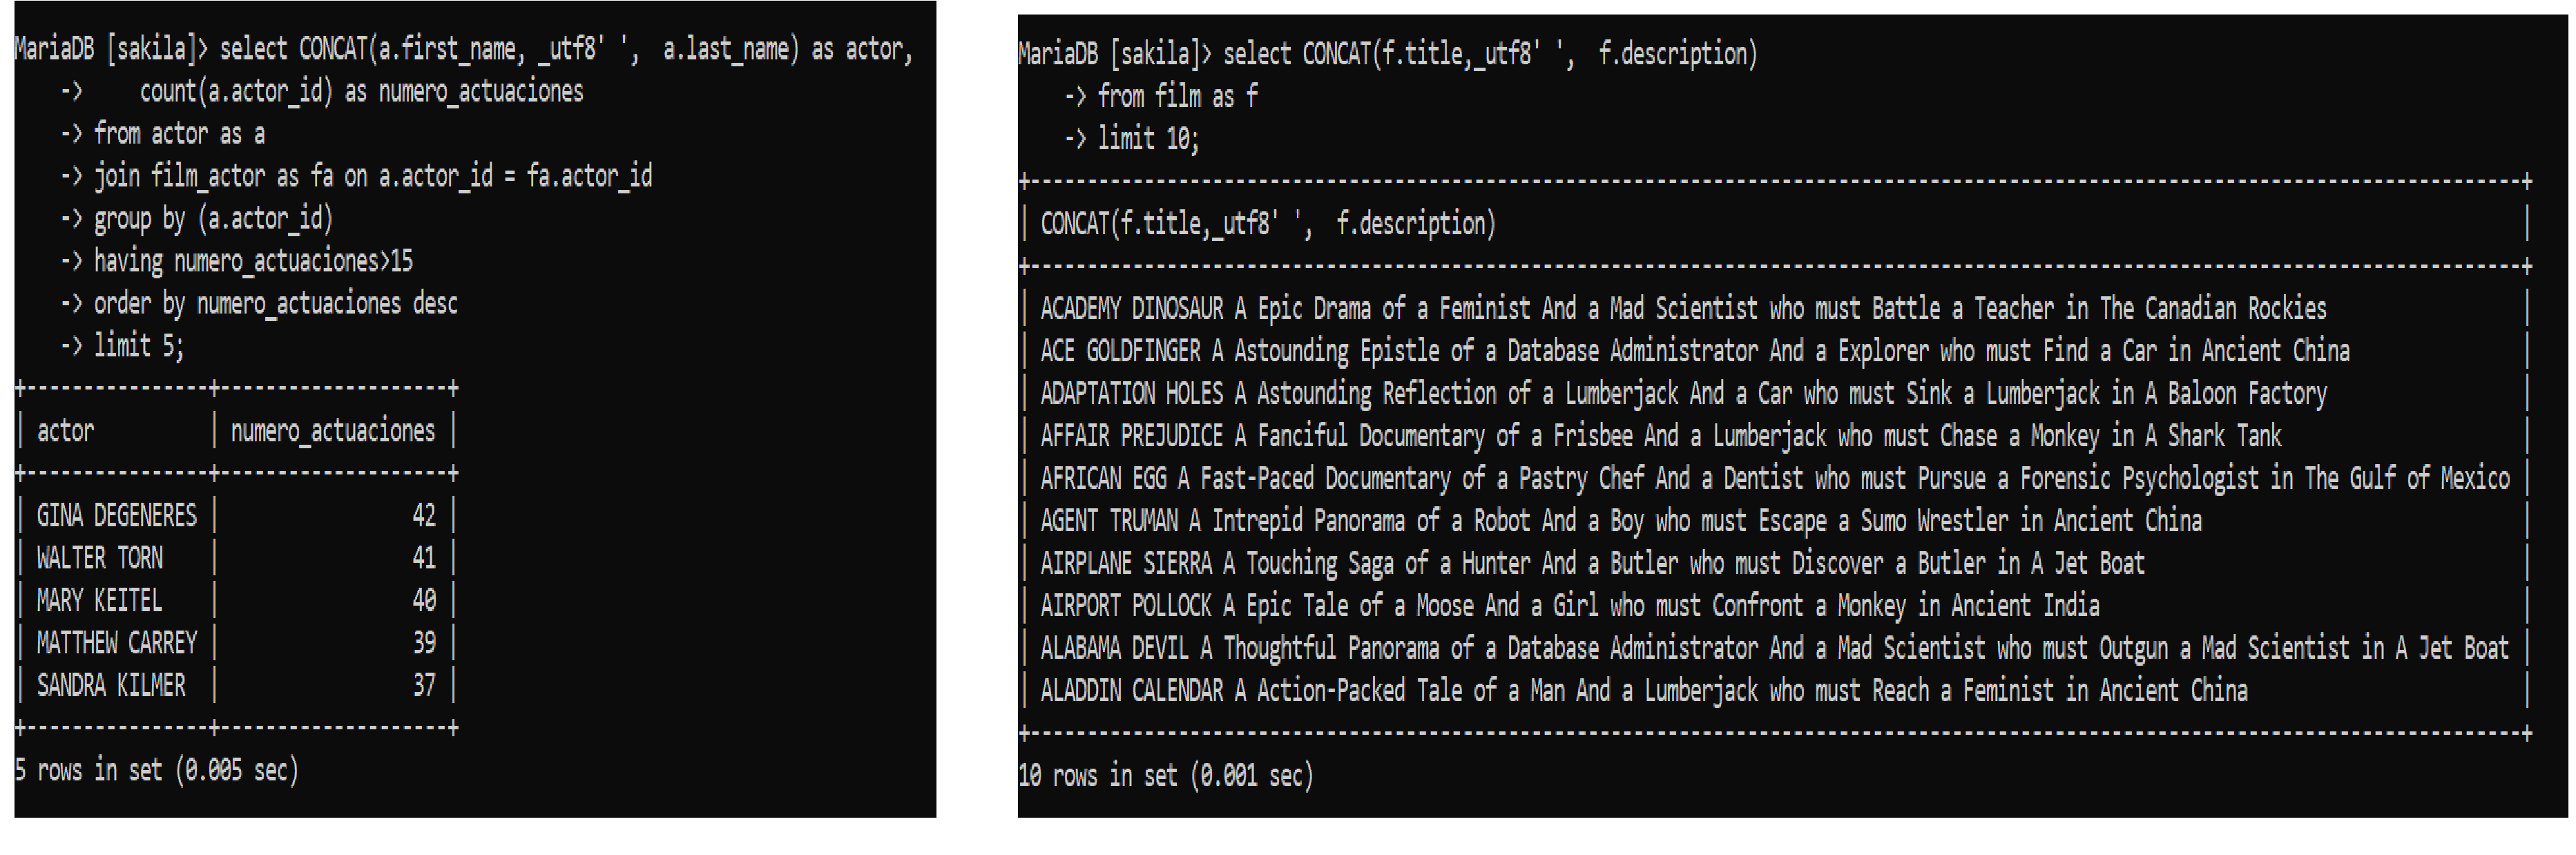 MariaDB [sakila]> select CONCAT(a.first_name, _utf8' ',  a.last_name) as actor,
    ->     count(a.actor_id) as numero_actuaciones
    -> from actor as a
    -> join film_actor as fa on a.actor_id = fa.actor_id
    -> group by (a.actor_id)
    -> having numero_actuaciones>15
    -> order by numero_actuaciones desc
    -> limit 5;
+----------------+--------------------+
| actor          | numero_actuaciones |
+----------------+--------------------+
| GINA DEGENERES |                 42 |
| WALTER TORN    |                 41 |
| MARY KEITEL    |                 40 |
| MATTHEW CARREY |                 39 |
| SANDRA KILMER  |                 37 |
+----------------+--------------------+
5 rows in set (0.005 sec)
MariaDB [sakila]> select CONCAT(f.title,_utf8' ',  f.description)
    -> from film as f
    -> limit 10;
+-----------------------------------------------------------------------------------------------------------------------------------+
| CONCAT(f.title,_utf8' ',  f.description)                                                                                          |
+-----------------------------------------------------------------------------------------------------------------------------------+
| ACADEMY DINOSAUR A Epic Drama of a Feminist And a Mad Scientist who must Battle a Teacher in The Canadian Rockies                 |
| ACE GOLDFINGER A Astounding Epistle of a Database Administrator And a Explorer who must Find a Car in Ancient China               |
| ADAPTATION HOLES A Astounding Reflection of a Lumberjack And a Car who must Sink a Lumberjack in A Baloon Factory                 |
| AFFAIR PREJUDICE A Fanciful Documentary of a Frisbee And a Lumberjack who must Chase a Monkey in A Shark Tank                     |
| AFRICAN EGG A Fast-Paced Documentary of a Pastry Chef And a Dentist who must Pursue a Forensic Psychologist in The Gulf of Mexico |
| AGENT TRUMAN A Intrepid Panorama of a Robot And a Boy who must Escape a Sumo Wrestler in Ancient China                            |
| AIRPLANE SIERRA A Touching Saga of a Hunter And a Butler who must Discover a Butler in A Jet Boat                                 |
| AIRPORT POLLOCK A Epic Tale of a Moose And a Girl who must Confront a Monkey in Ancient India                                     |
| ALABAMA DEVIL A Thoughtful Panorama of a Database Administrator And a Mad Scientist who must Outgun a Mad Scientist in A Jet Boat |
| ALADDIN CALENDAR A Action-Packed Tale of a Man And a Lumberjack who must Reach a Feminist in Ancient China                        |
+-----------------------------------------------------------------------------------------------------------------------------------+
10 rows in set (0.001 sec)